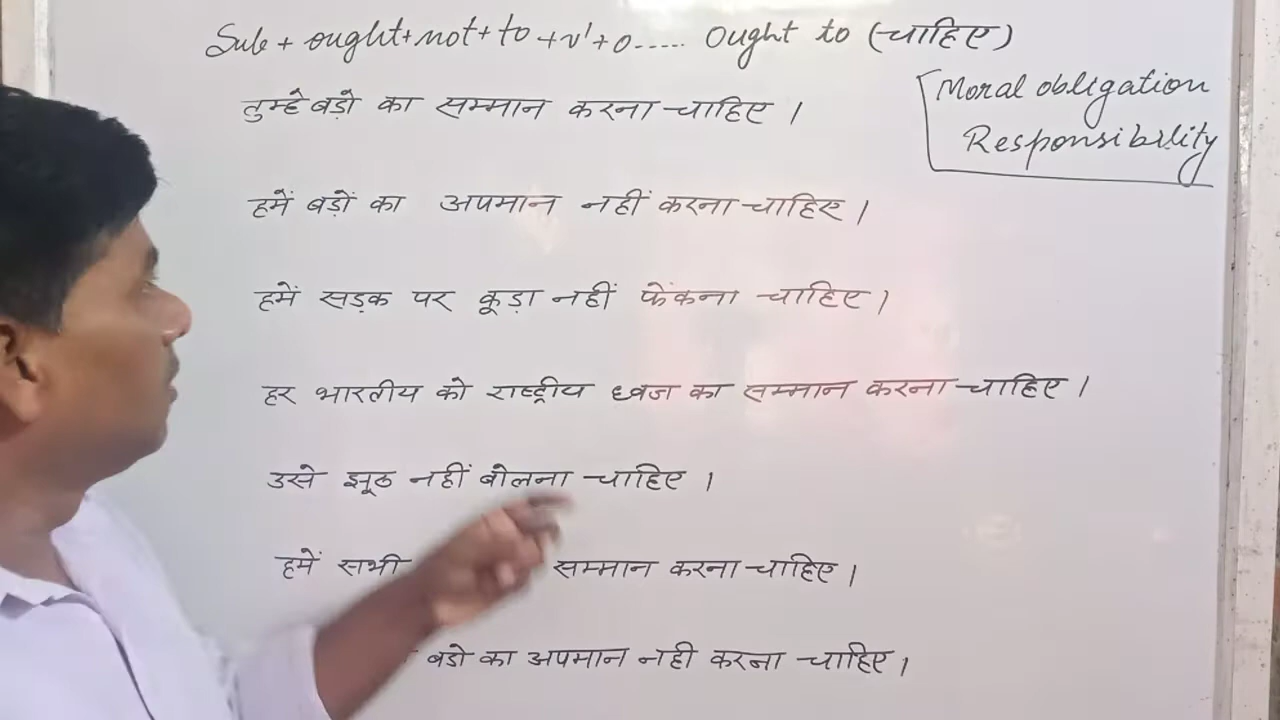 Sub + ought + not + to + v¹ + o ..... Ought to (चाहिए)
Moral obligation
Responsibility
तुम्हे बड़ो का सम्मान करना चाहिए ।
हमें बड़ों का अपमान नहीं करना चाहिए ।
हमें सड़क पर कूड़ा नहीं फेंकना चाहिए ।
हर भारतीय को राष्ट्रीय ध्वज का सम्मान करना चाहिए ।
उसे झूठ नहीं बोलना चाहिए ।
हमें सभी सम्मान करना चाहिए ।
बडो का अपमान नही करना चाहिए ।